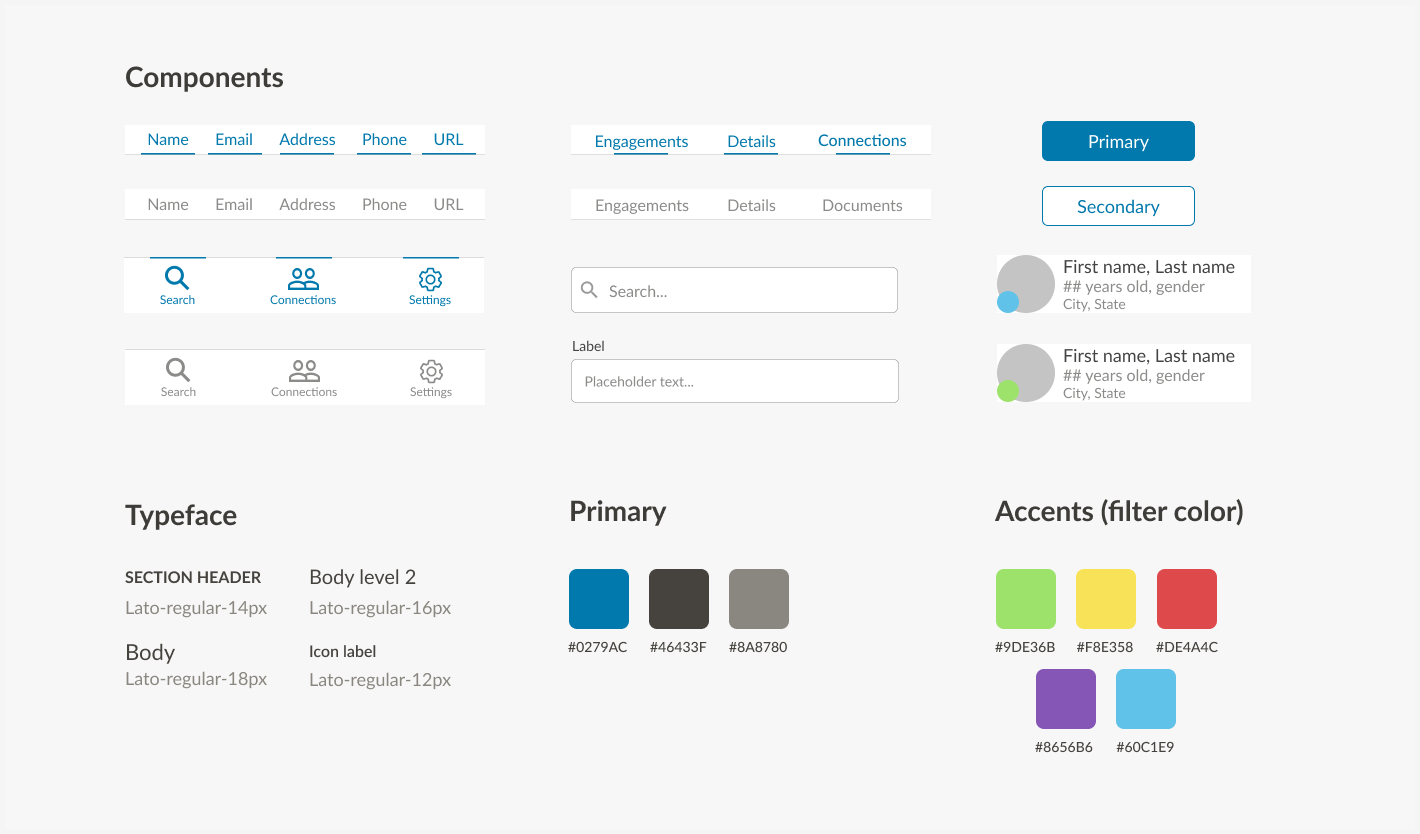 Components
Name Email Address Phone URL
Engagements Details Connections
Primary
Name Email Address Phone URL
Engagements Details Documents
Secondary
Search Connections Settings
Search...
First name, Last name
## years old, gender
City, State
Label
Placeholder text...
Search Connections Settings
First name, Last name
## years old, gender
City, State
Typeface
SECTION HEADER
Lato-regular-14px
Body level 2
Lato-regular-16px
Body
Lato-regular-18px
Icon label
Lato-regular-12px
Primary
#0279AC #46433F #8A8780
Accents (filter color)
#9DE36B #F8E358 #DE4A4C
#8656B6 #60C1E9